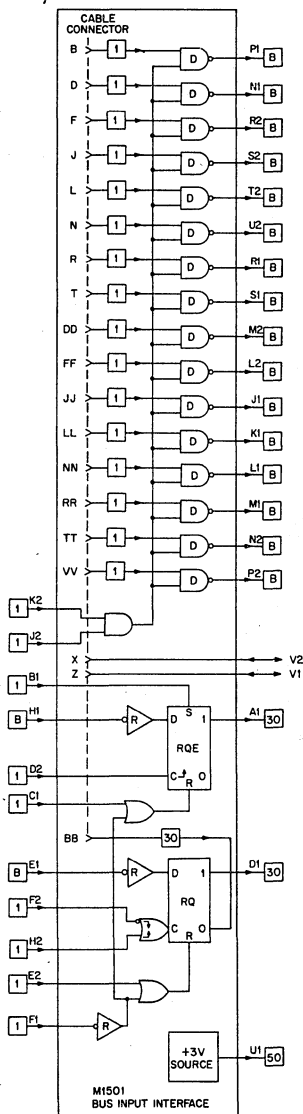 CABLE
CONNECTOR
B 1 D P1 B
D 1 D N1 B
F 1 D R2 B
J 1 D S2 B
L 1 D T2 B
N 1 D U2 B
R 1 D R1 B
T 1 D S1 B
DD 1 D M2 B
FF 1 D L2 B
JJ 1 D J1 B
LL 1 D K1 B
NN 1 D L1 B
RR 1 D M1 B
TT 1 D N2 B
VV 1 D P2 B
1 K2
1 J2
X V2
Z V1
1 B1
B H1 R D S 1 A1 30
RQE
1 D2 C R O
1 C1
BB 30
B E1 R D 1 D1 30
1 F2 RQ
1 H2 C R O
1 E2
1 F1 R
+3V
SOURCE
U1 50
M1501
BUS INPUT INTERFACE